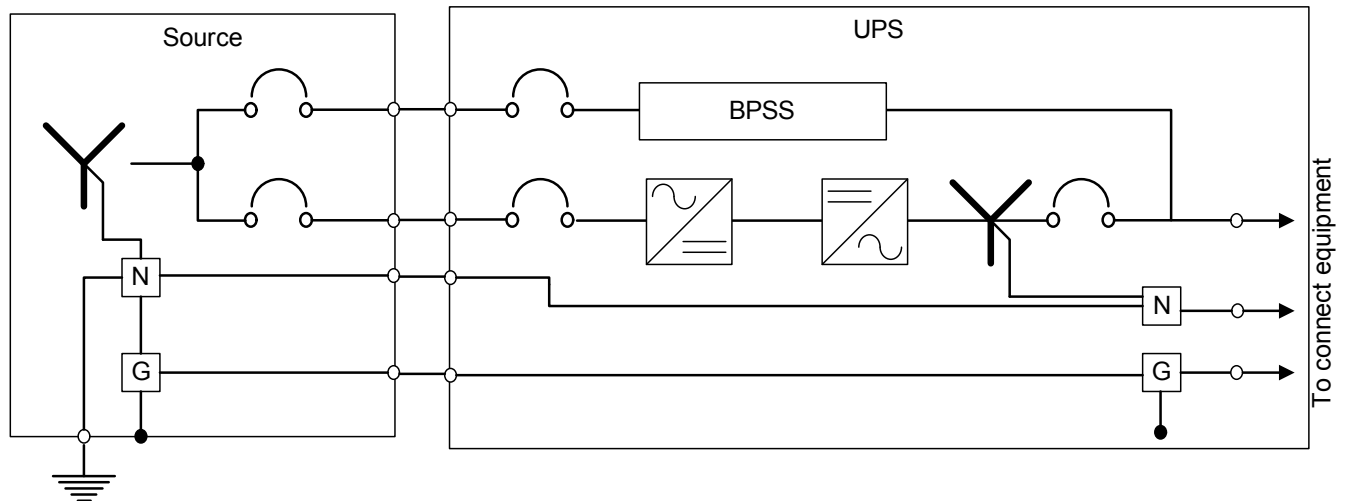 Source
UPS
BPSS
N
N
G
G
To connect equipment